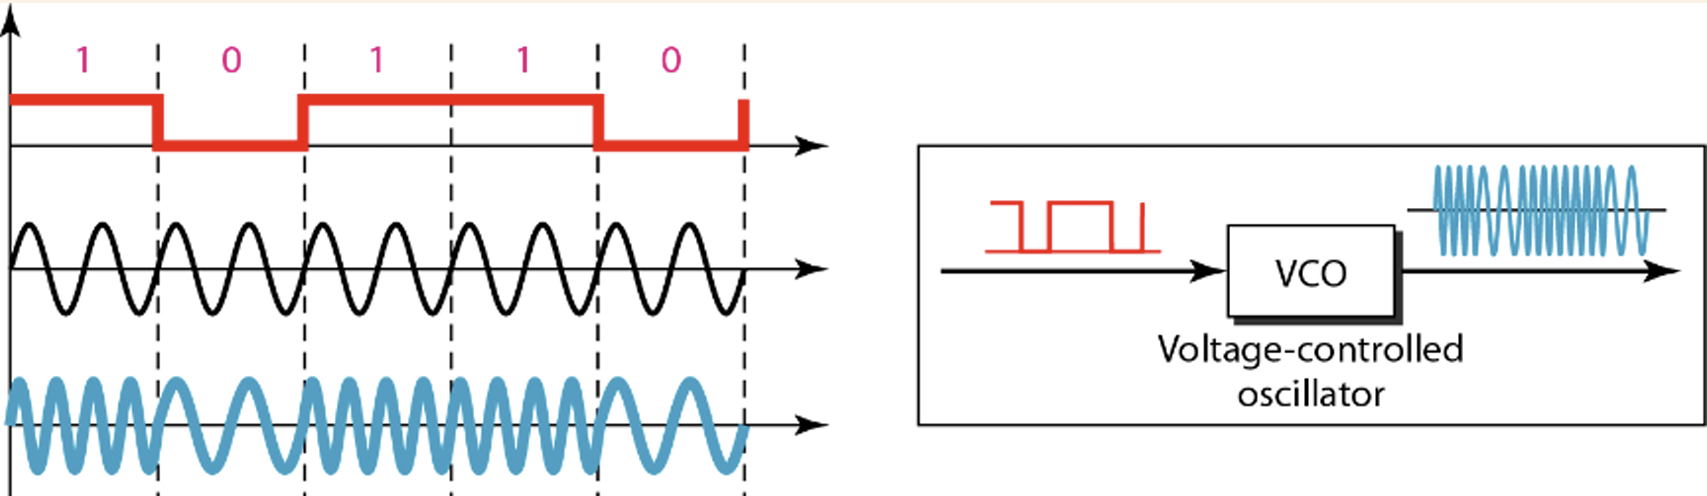 1 0 1 1 0
VCO
Voltage-controlled
oscillator